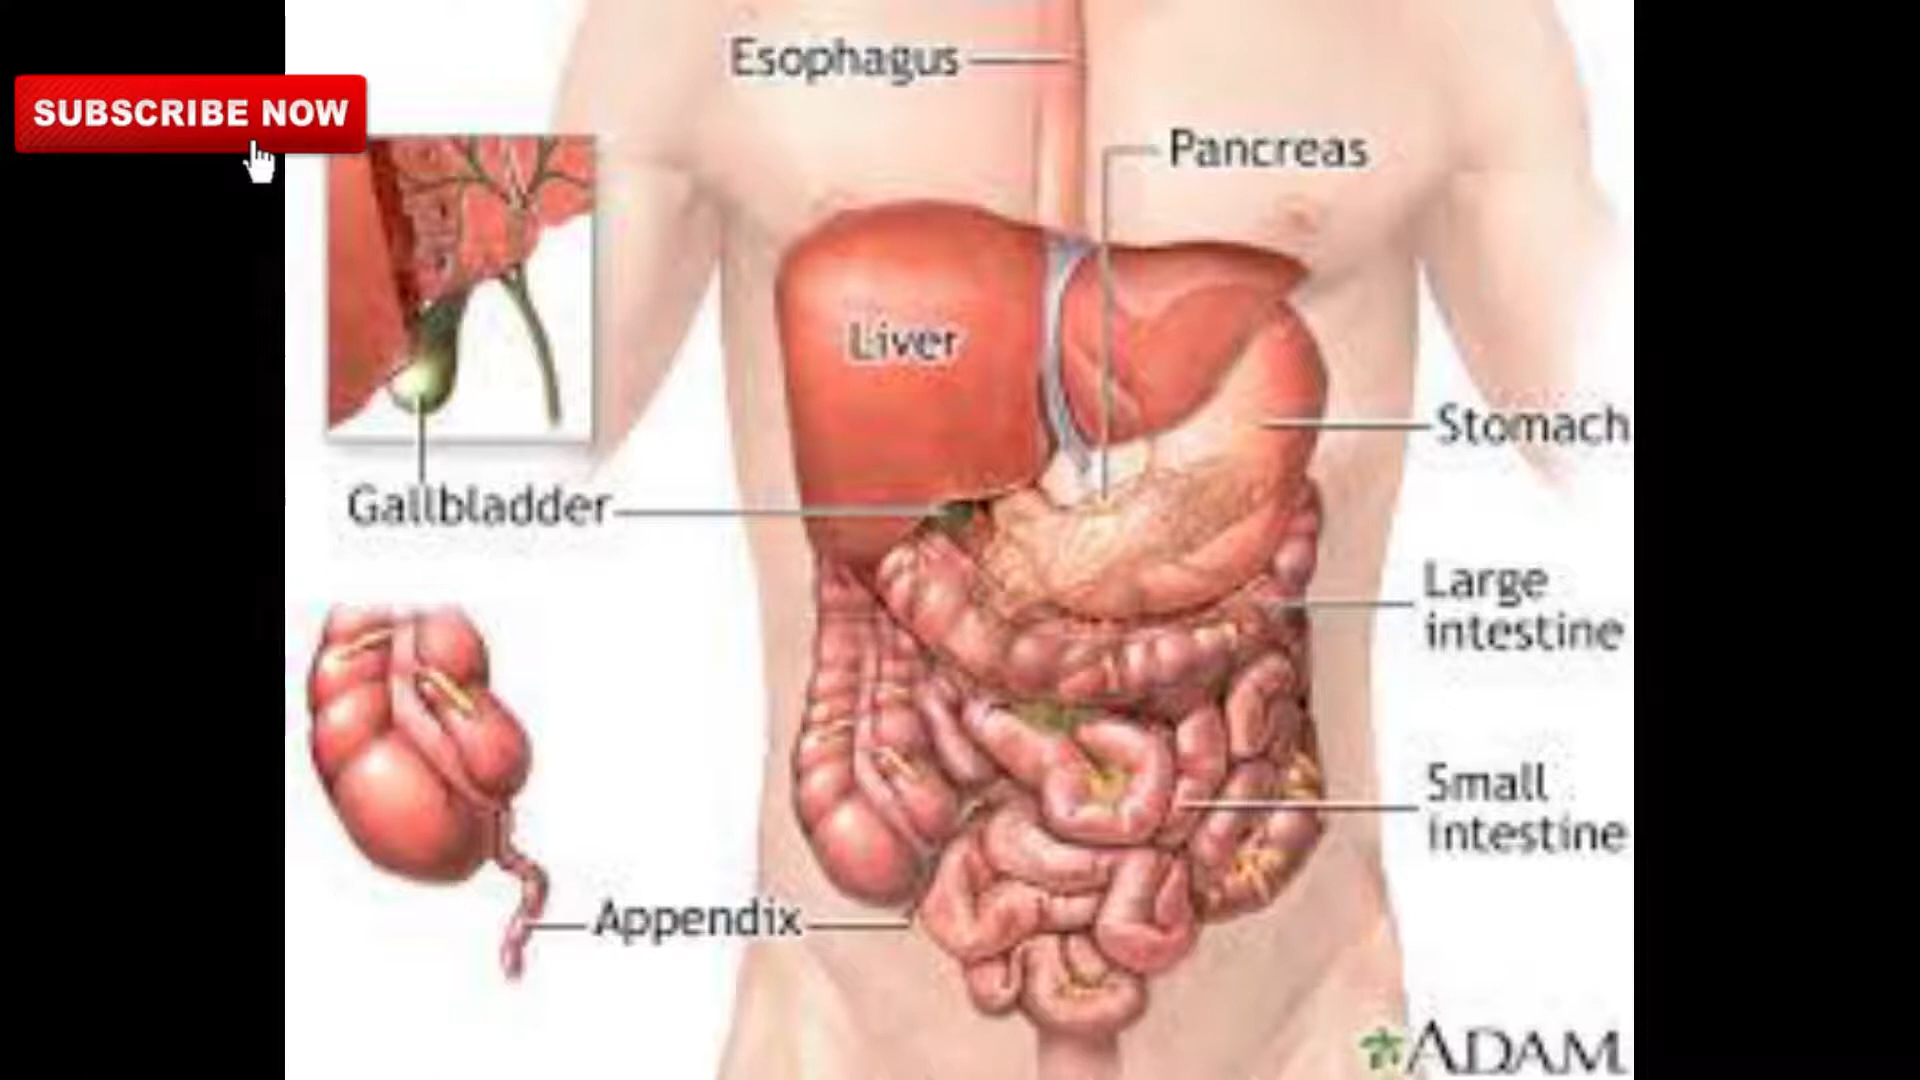 Esophagus
SUBSCRIBE NOW
Pancreas
Liver
Stomach
Gallbladder
Large
intestine
Small
intestine
Appendix
ADAM